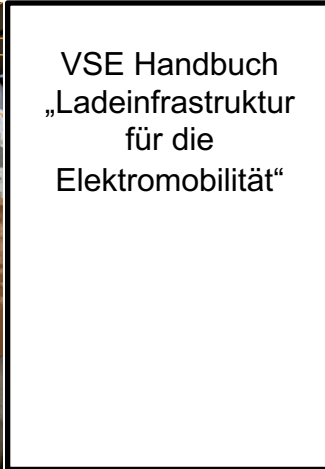 VSE Handbuch
„Ladeinfrastruktur
für die
Elektromobilität“